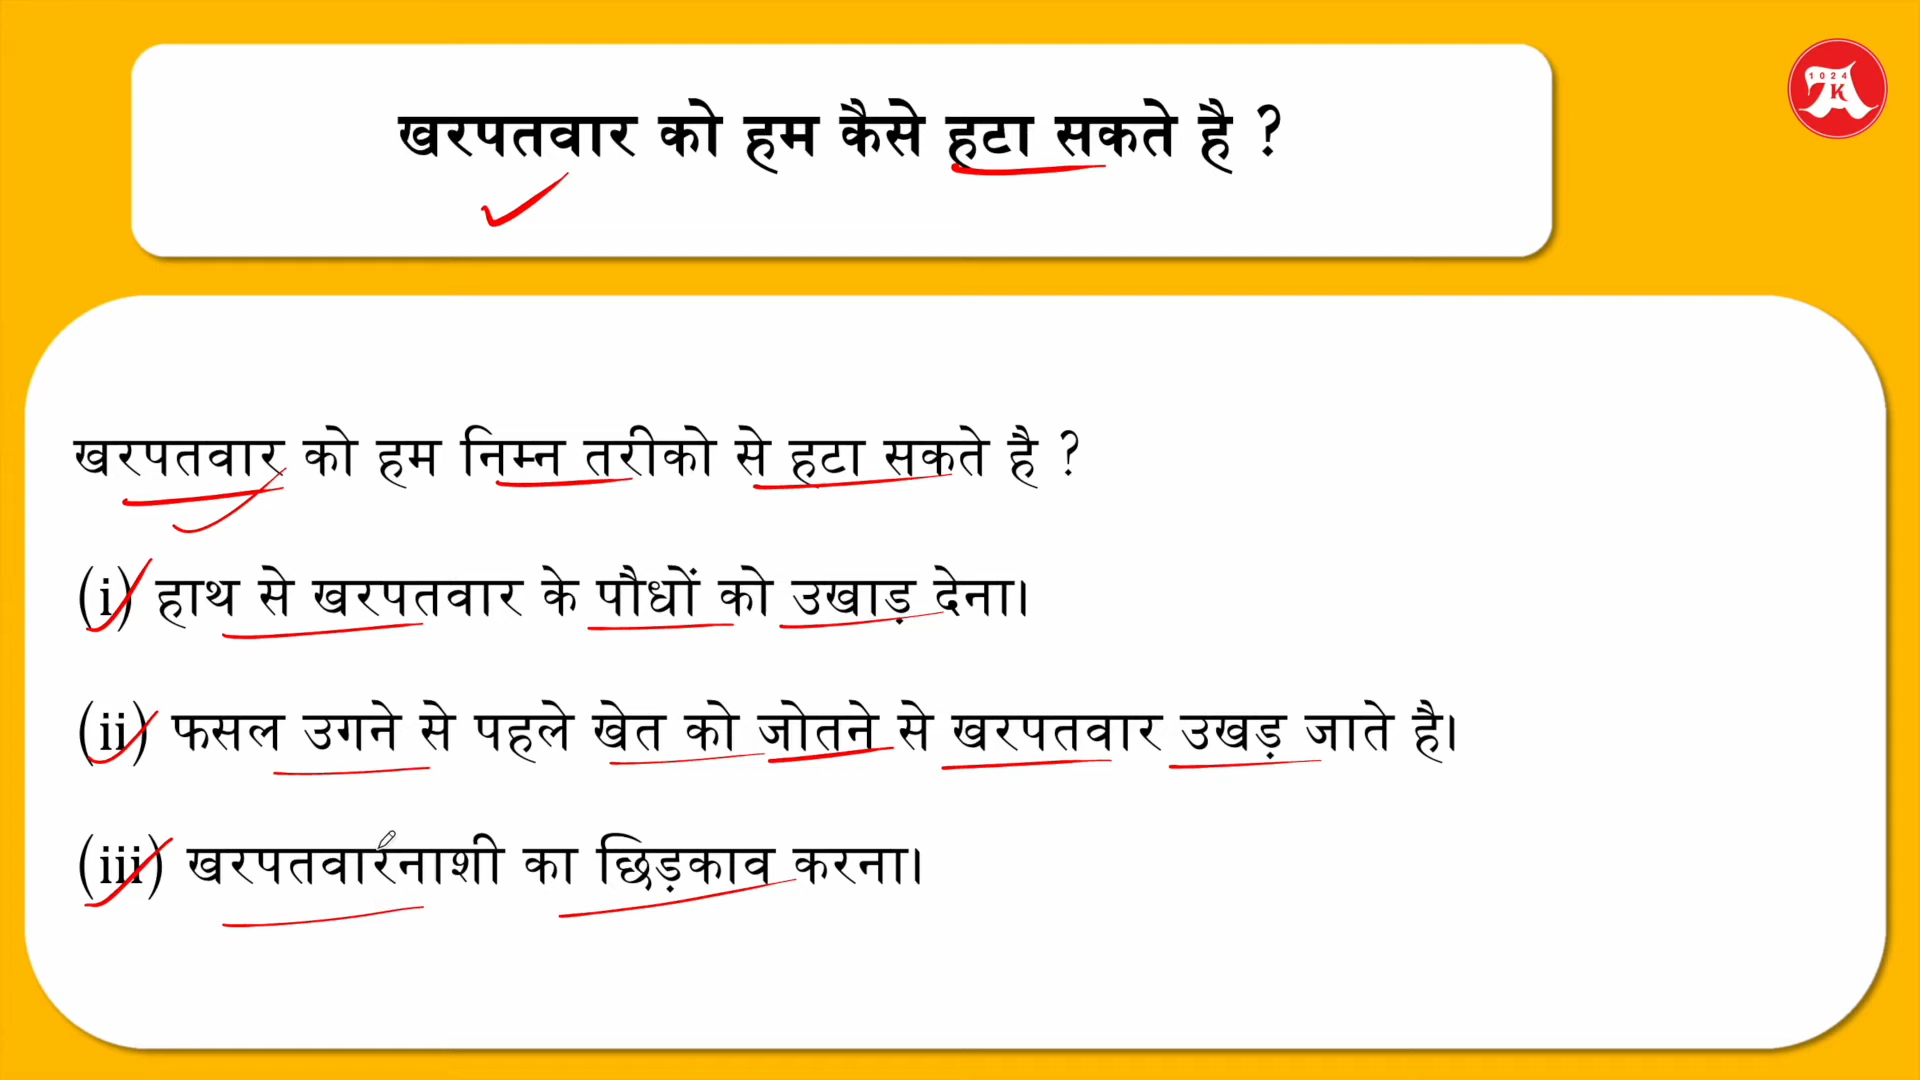 खरपतवार को हम कैसे हटा सकते है ?
1024
K
खरपतवार को हम निम्न तरीको से हटा सकते है ?
(i) हाथ से खरपतवार के पौधों को उखाड़ देना।
(ii) फसल उगने से पहले खेत को जोतने से खरपतवार उखड़ जाते है।
(iii) खरपतवारनाशी का छिड़काव करना।